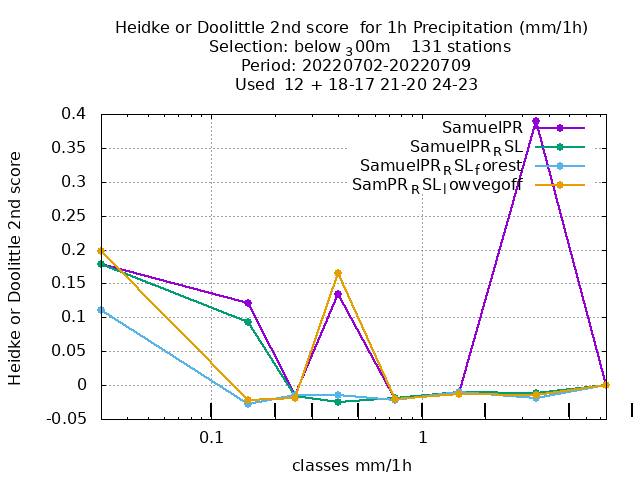 Heidke or Doolittle 2nd score  for 1h Precipitation (mm/1h)
Selection: below 300m    131 stations
Period: 20220702-20220709
Used  12 + 18-17 21-20 24-23
SamuelPR
SamuelPRRSL
SamuelPRRSLforest
SamPRRSLlowvegoff
Heidke or Doolittle 2nd score
0.4
0.35
0.3
0.25
0.2
0.15
0.1
0.05
0
-0.05
0.1
1
classes mm/1h